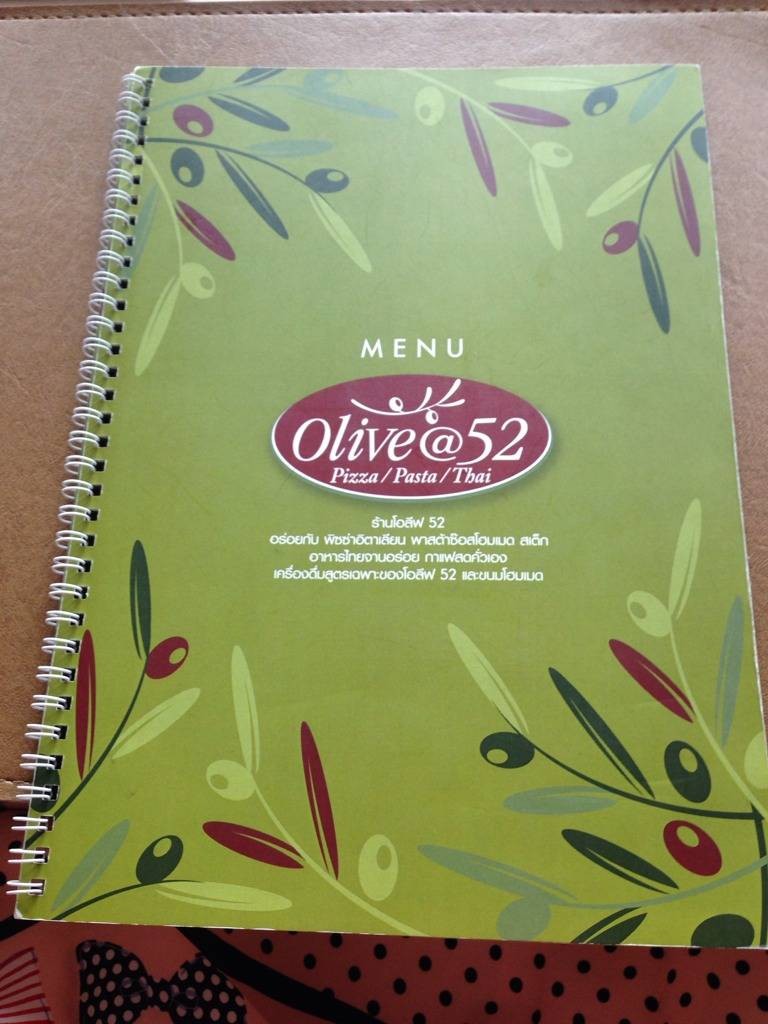 MENU
Olive@52
Pizza / Pasta / Thai
ร้านโอลีฟ 52
อร่อยกับ พิซซ่าอิตาเลียน พาสต้าซ๊อสโฮมเมด สเต็ก
อาหารไทยจานอร่อย กาแฟสดคั่วเอง
เครื่องดื่มสูตรเฉพาะของโอลีฟ 52 และขนมโฮมเมด